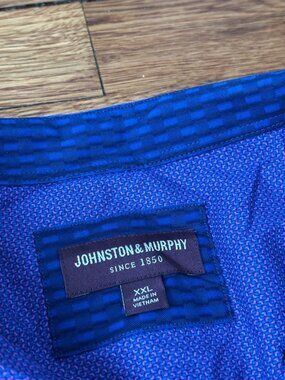 JOHNSTON & MURPHY
SINCE 1850
XXL
MADE IN
VIETNAM